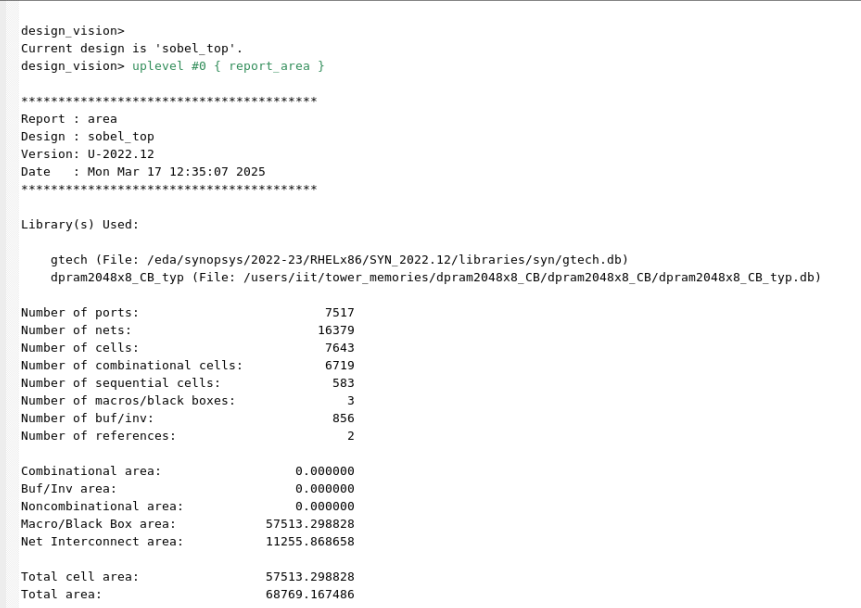 design_vision>
Current design is 'sobel_top'.
design_vision> uplevel #0 { report_area }
****************************************
Report : area
Design : sobel_top
Version: U-2022.12
Date   : Mon Mar 17 12:35:07 2025
****************************************
Library(s) Used:
gtech (File: /eda/synopsys/2022-23/RHELx86/SYN_2022.12/libraries/syn/gtech.db)
dpram2048x8_CB_typ (File: /users/iit/tower_memories/dpram2048x8_CB/dpram2048x8_CB/dpram2048x8_CB_typ.db)
Number of ports: 7517
Number of nets: 16379
Number of cells: 7643
Number of combinational cells: 6719
Number of sequential cells: 583
Number of macros/black boxes: 3
Number of buf/inv: 856
Number of references: 2
Combinational area: 0.000000
Buf/Inv area: 0.000000
Noncombinational area: 0.000000
Macro/Black Box area: 57513.298828
Net Interconnect area: 11255.868658
Total cell area: 57513.298828
Total area: 68769.167486